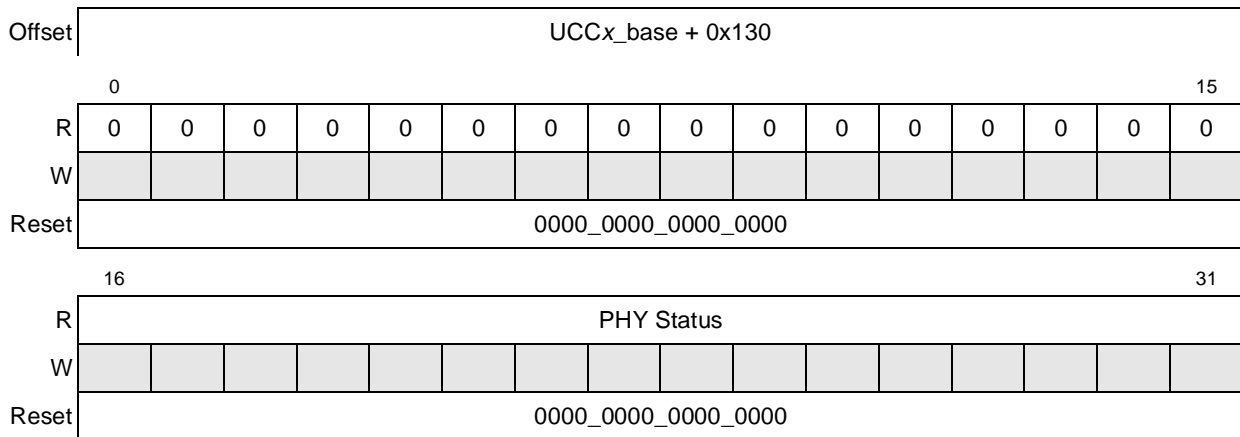 Offset UCCx_base + 0x130
0 15
R 0 0 0 0 0 0 0 0 0 0 0 0 0 0 0 0
W
Reset 0000_0000_0000_0000
16 31
R PHY Status
W
Reset 0000_0000_0000_0000